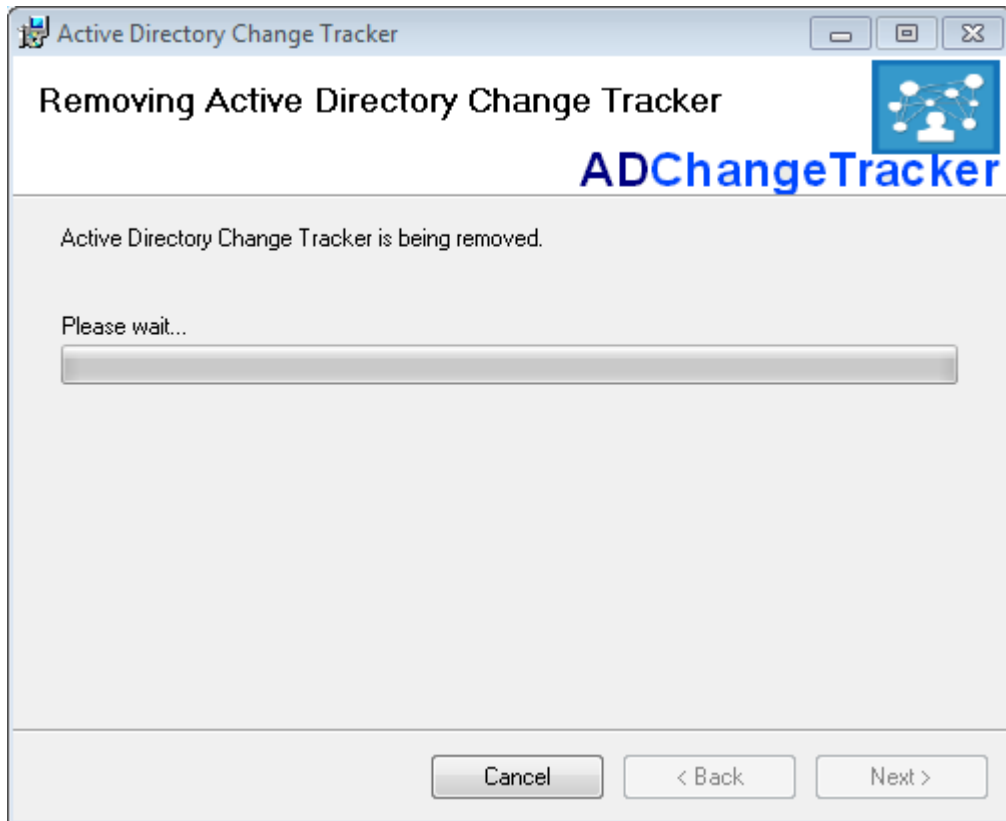 Active Directory Change Tracker
Removing Active Directory Change Tracker
ADChangeTracker
Active Directory Change Tracker is being removed.
Please wait...
Cancel
< Back
Next >